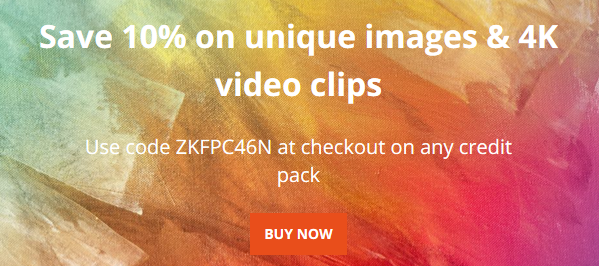 Save 10% on unique images & 4K
video clips
Use code ZKFPC46N at checkout on any credit
pack
BUY NOW